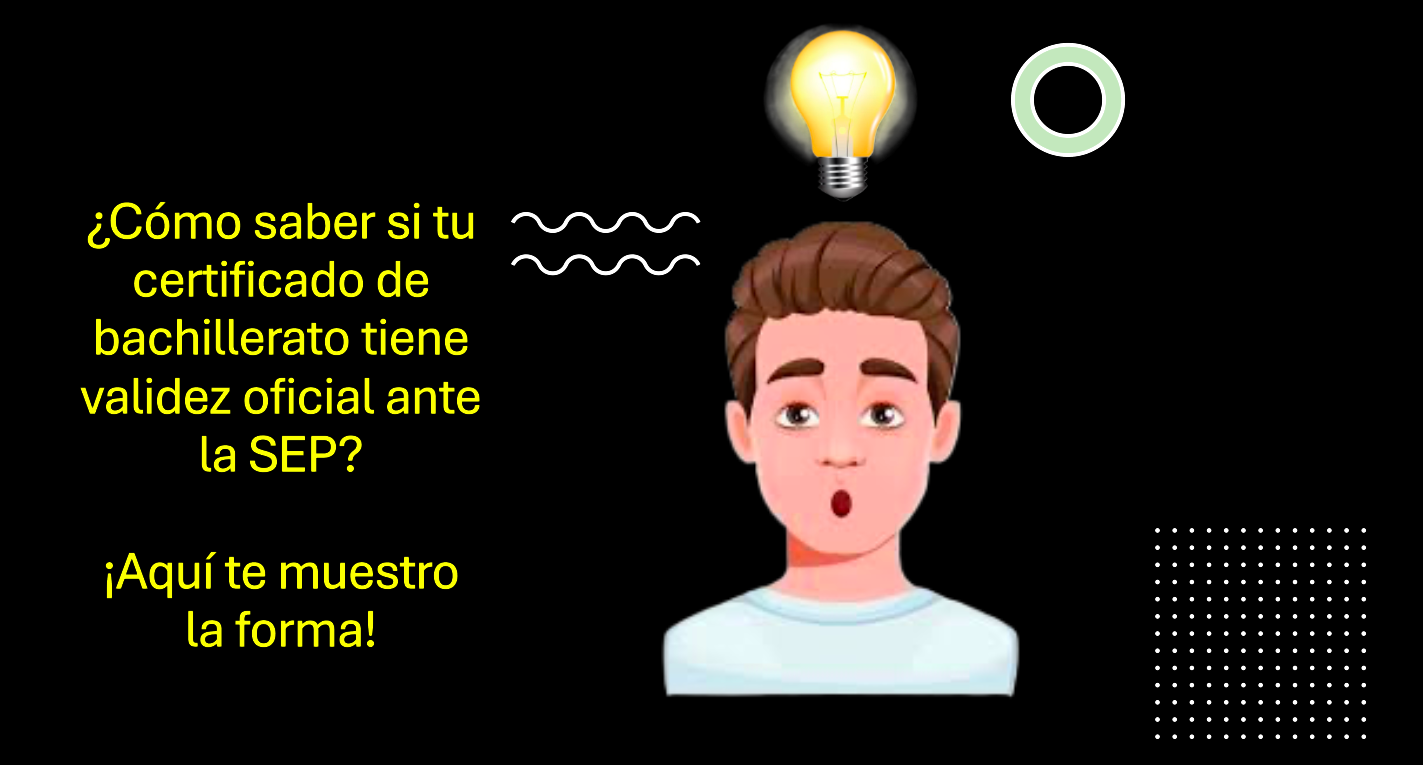 ¿Cómo saber si tu
certificado de
bachillerato tiene
validez oficial ante
la SEP?
¡Aquí te muestro
la forma!